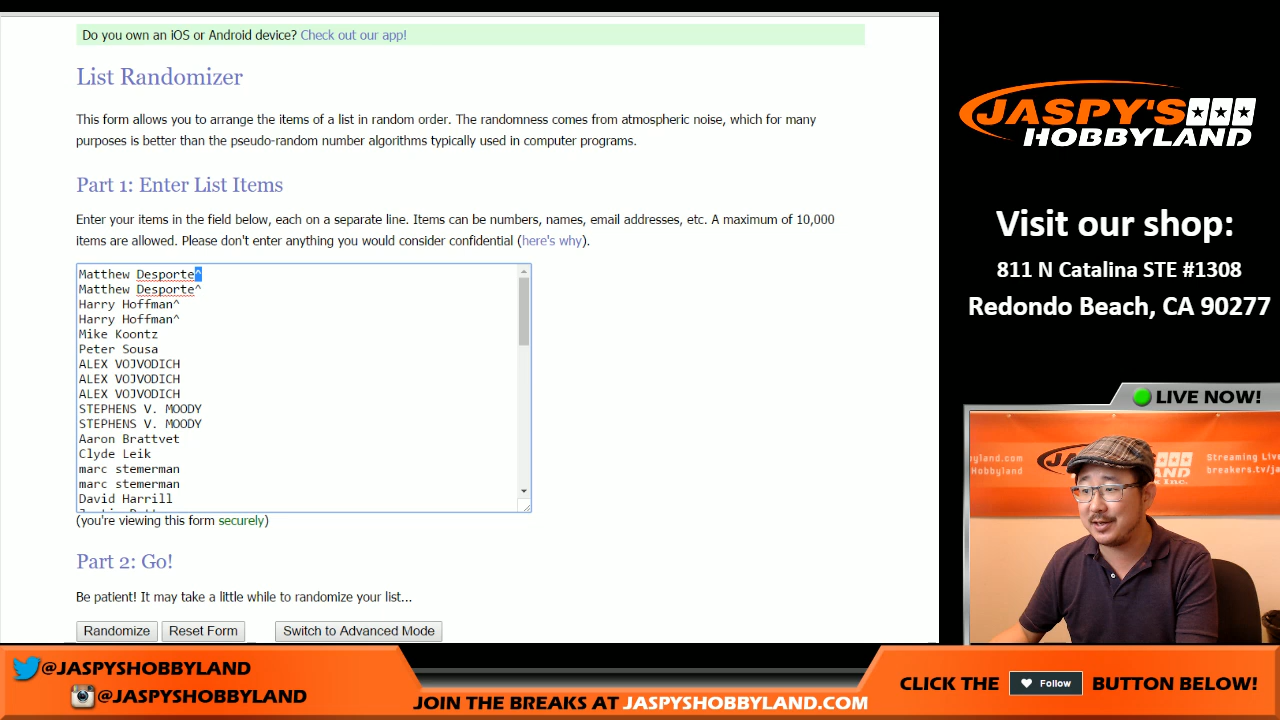 Do you own an iOS or Android device? Check out our app!
List Randomizer
This form allows you to arrange the items of a list in random order. The randomness comes from atmospheric noise, which for many
purposes is better than the pseudo-random number algorithms typically used in computer programs.
Part 1: Enter List Items
Enter your items in the field below, each on a separate line. Items can be numbers, names, email addresses, etc. A maximum of 10,000
items are allowed. Please don't enter anything you would consider confidential (here's why).
Matthew Desporte^
Matthew Desporte^
Harry Hoffman^
Harry Hoffman^
Mike Koontz
Peter Sousa
ALEX VOJVODICH
ALEX VOJVODICH
ALEX VOJVODICH
STEPHENS V. MOODY
STEPHENS V. MOODY
Aaron Brattvet
Clyde Leik
marc stemerman
marc stemerman
David Harrill
(you're viewing this form securely)
Part 2: Go!
Be patient! It may take a little while to randomize your list...
Randomize Reset Form Switch to Advanced Mode
JASPY'S
HOBBYLAND
Visit our shop:
811 N Catalina STE #1308
Redondo Beach, CA 90277
LIVE NOW!
Streaming Live
breakers.tv/ja
@JASPYSHOBBYLAND
@JASPYSHOBBYLAND
JOIN THE BREAKS AT JASPYSHOBBYLAND.COM
CLICK THE Follow BUTTON BELOW!